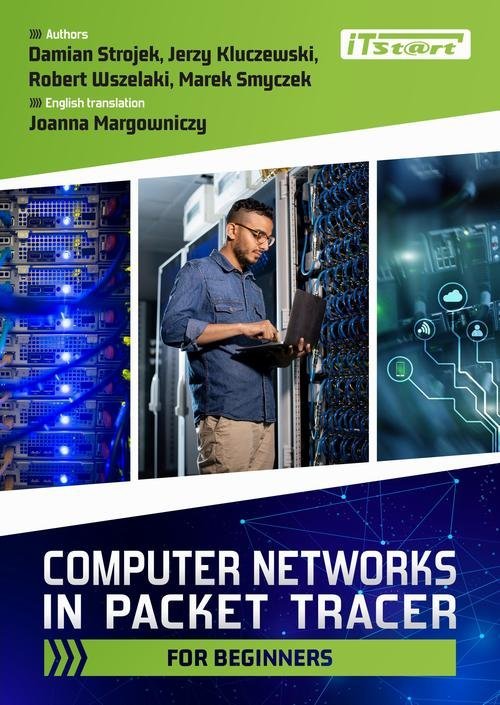 Authors
Damian Strojek, Jerzy Kluczewski,
Robert Wszelaki, Marek Smyczek
English translation
Joanna Margowniczy
iTSt@rt
COMPUTER NETWORKS
IN PACKET TRACER
FOR BEGINNERS